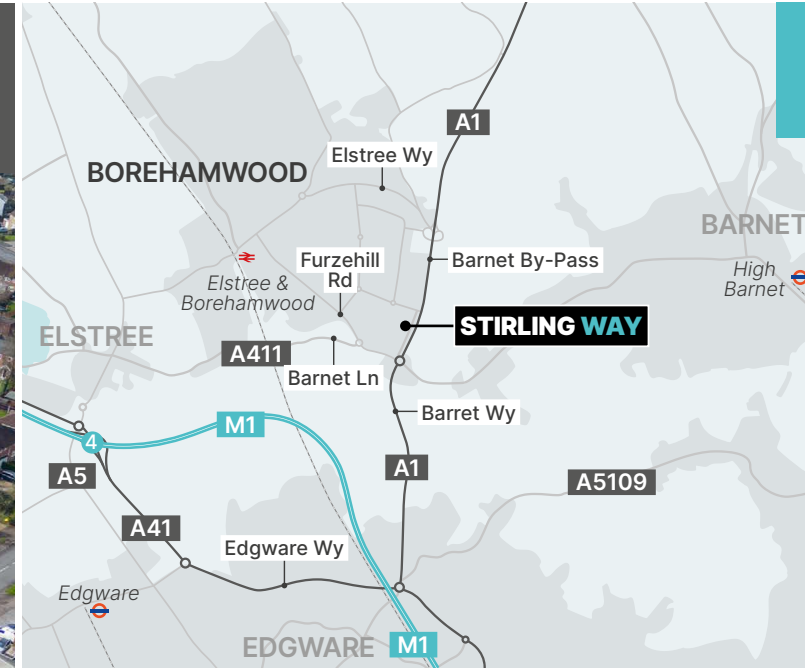 A1
Elstree Wy
BOREHAMWOOD
BARNET
Furzehill
Rd
Barnet By-Pass
High
Barnet
Elstree &
Borehamwood
STIRLING WAY
ELSTREE
A411
Barnet Ln
Barret Wy
M1
4
A5
A1
A5109
A41
Edgware Wy
Edgware
EDGWARE
M1